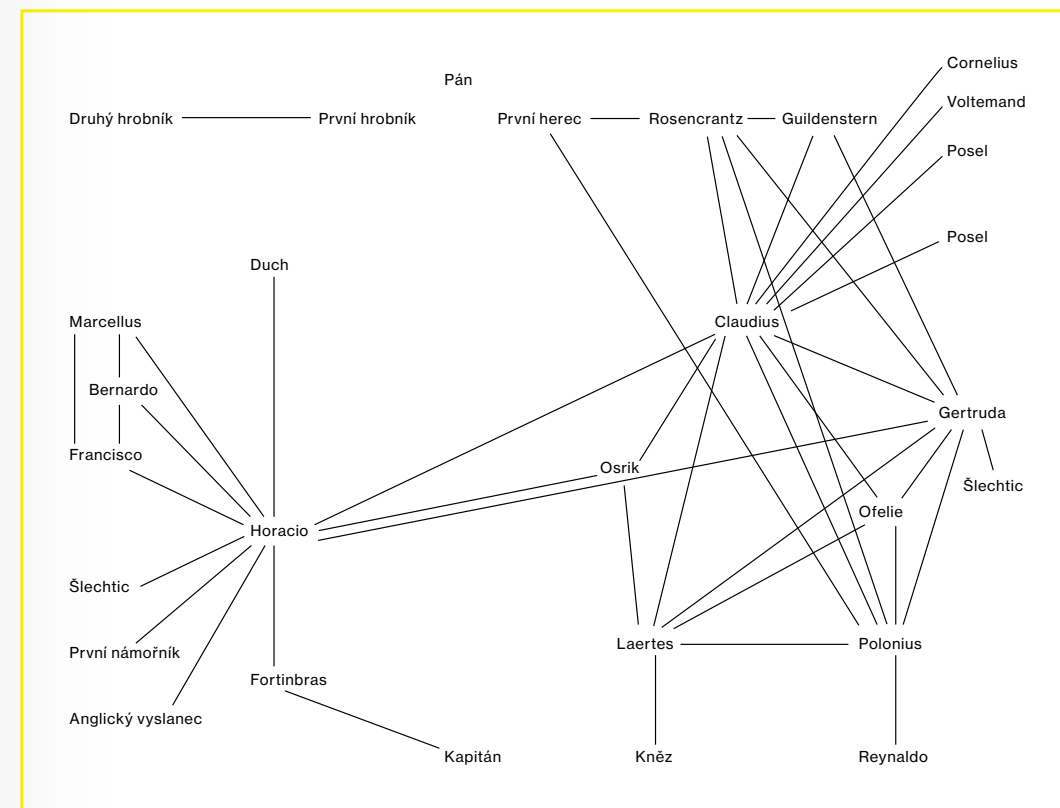 Cornelius
Pán
Voltemand
Druhý hrobník
První hrobník
První herec
Rosencrantz
Guildenstern
Posel
Posel
Duch
Marcellus
Claudius
Bernardo
Gertruda
Francisco
Osrik
Šlechtic
Ofelie
Horacio
Šlechtic
Laertes
Polonius
První námořník
Fortinbras
Anglický vyslanec
Kapitán
Kněz
Reynaldo